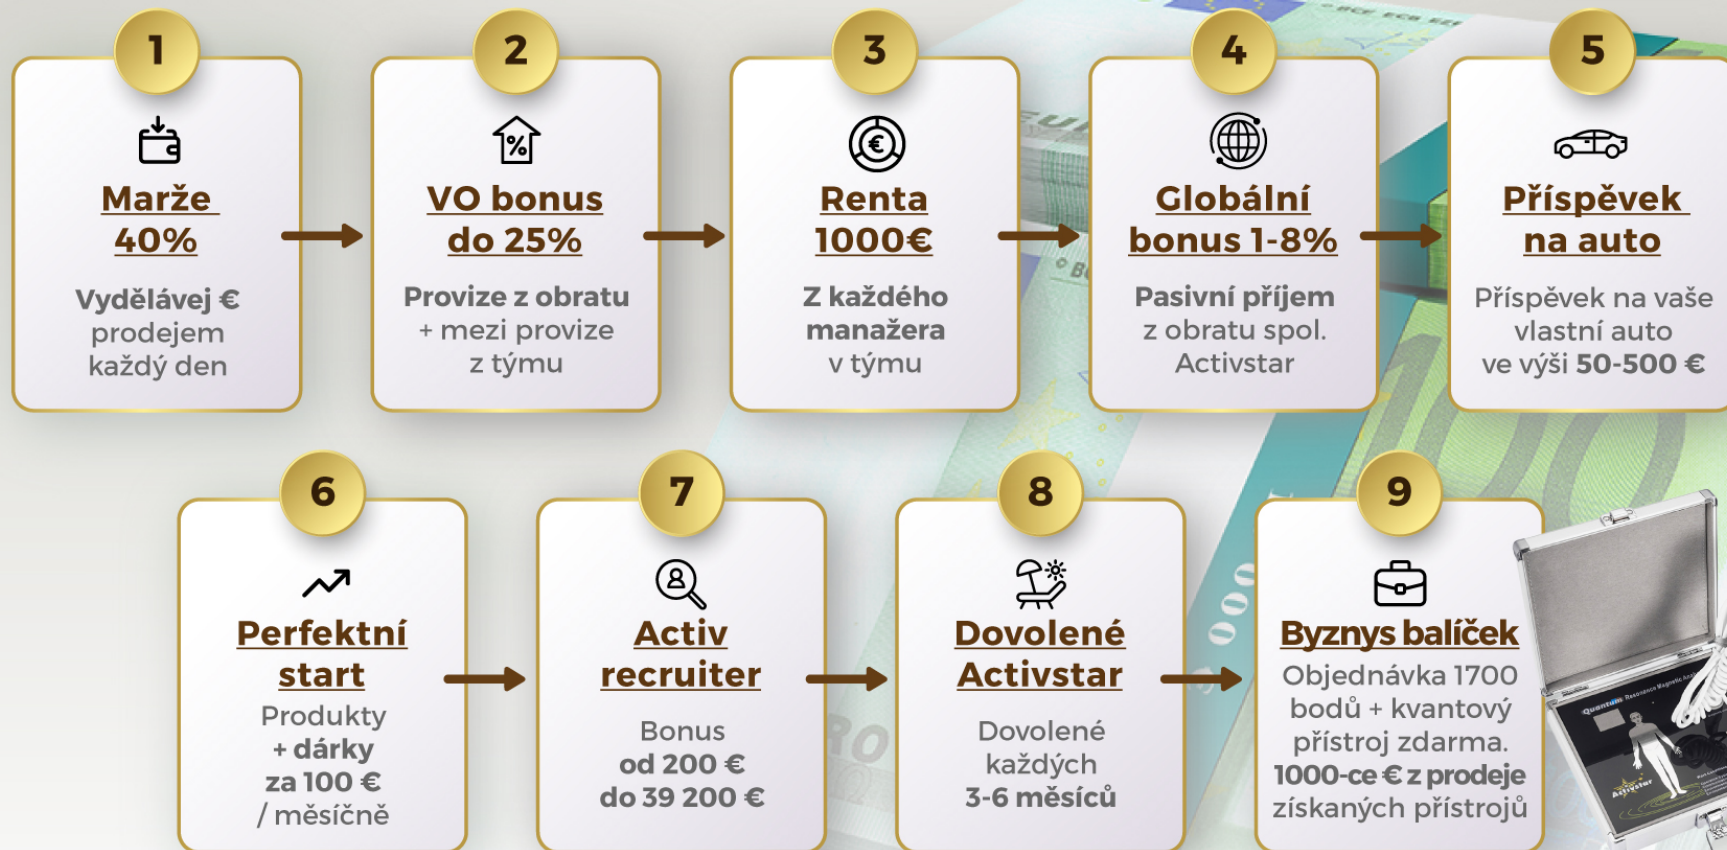 1
Marže
40%
Vydělávej €
prodejem
každý den
2
VO bonus
do 25%
Provize z obratu
+ mezi provize
z týmu
3
Renta
1000€
Z každého
manažera
v týmu
4
Globální
bonus 1-8%
Pasivní příjem
z obratu spol.
Activstar
5
Příspěvek
na auto
Příspěvek na vaše
vlastní auto
ve výši 50-500 €
6
Perfektní
start
Produkty
+ dárky
za 100 €
/ měsíčně
7
Activ
recruiter
Bonus
od 200 €
do 39 200 €
8
Dovolené
Activstar
Dovolené
každých
3-6 měsíců
9
Byznys balíček
Objednávka 1700
bodů + kvantový
přístroj zdarma.
1000-ce € z prodeje
získaných přístrojů
Quantum Resonance Magnetic
Activstar